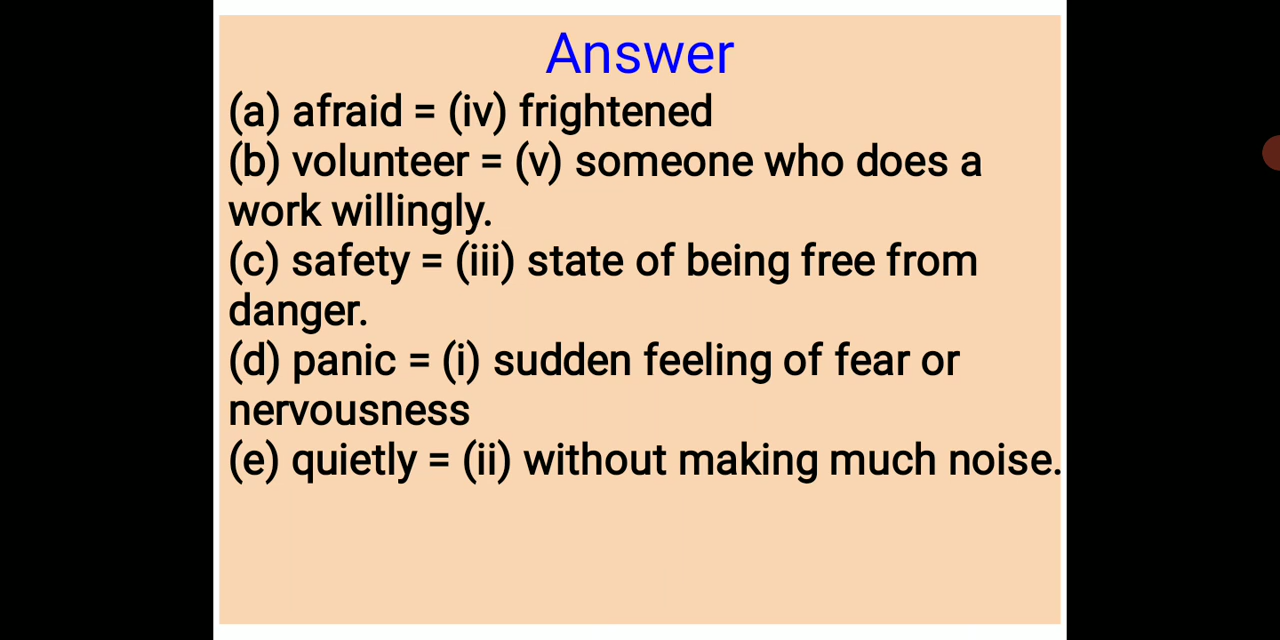 Answer
(a) afraid = (iv) frightened
(b) volunteer = (v) someone who does a
work willingly.
(c) safety = (iii) state of being free from
danger.
(d) panic = (i) sudden feeling of fear or
nervousness
(e) quietly = (ii) without making much noise.